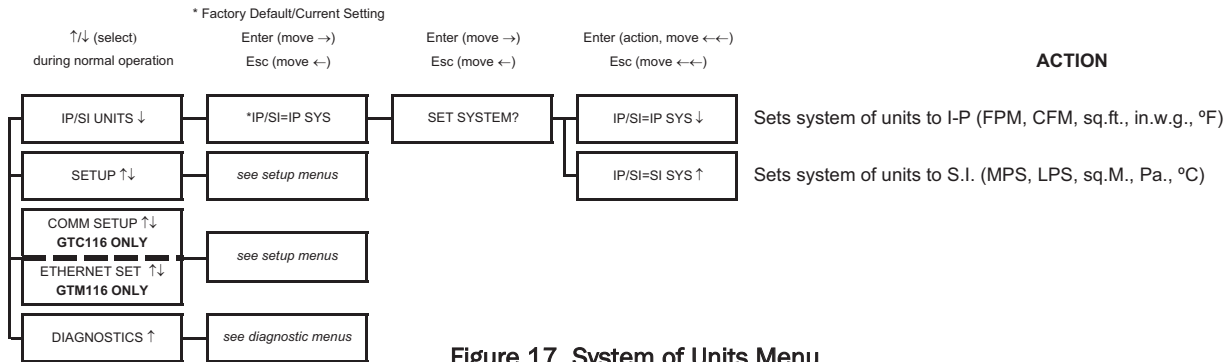 * Factory Default/Current Setting
↑/↓ (select)
during normal operation
Enter (move →)
Esc (move ←)
Enter (move →)
Esc (move ←)
Enter (action, move ←←)
Esc (move ←←)
ACTION
IP/SI UNITS ↓
*IP/SI=IP SYS
SET SYSTEM?
IP/SI=IP SYS ↓
Sets system of units to I-P (FPM, CFM, sq.ft., in.w.g., ºF)
SETUP ↑↓
see setup menus
IP/SI=SI SYS ↑
Sets system of units to S.I. (MPS, LPS, sq.M., Pa., ºC)
COMM SETUP ↑↓
GTC116 ONLY
see setup menus
ETHERNET SET ↑↓
GTM116 ONLY
DIAGNOSTICS ↑
see diagnostic menus
Figure 17. System of Units Menu